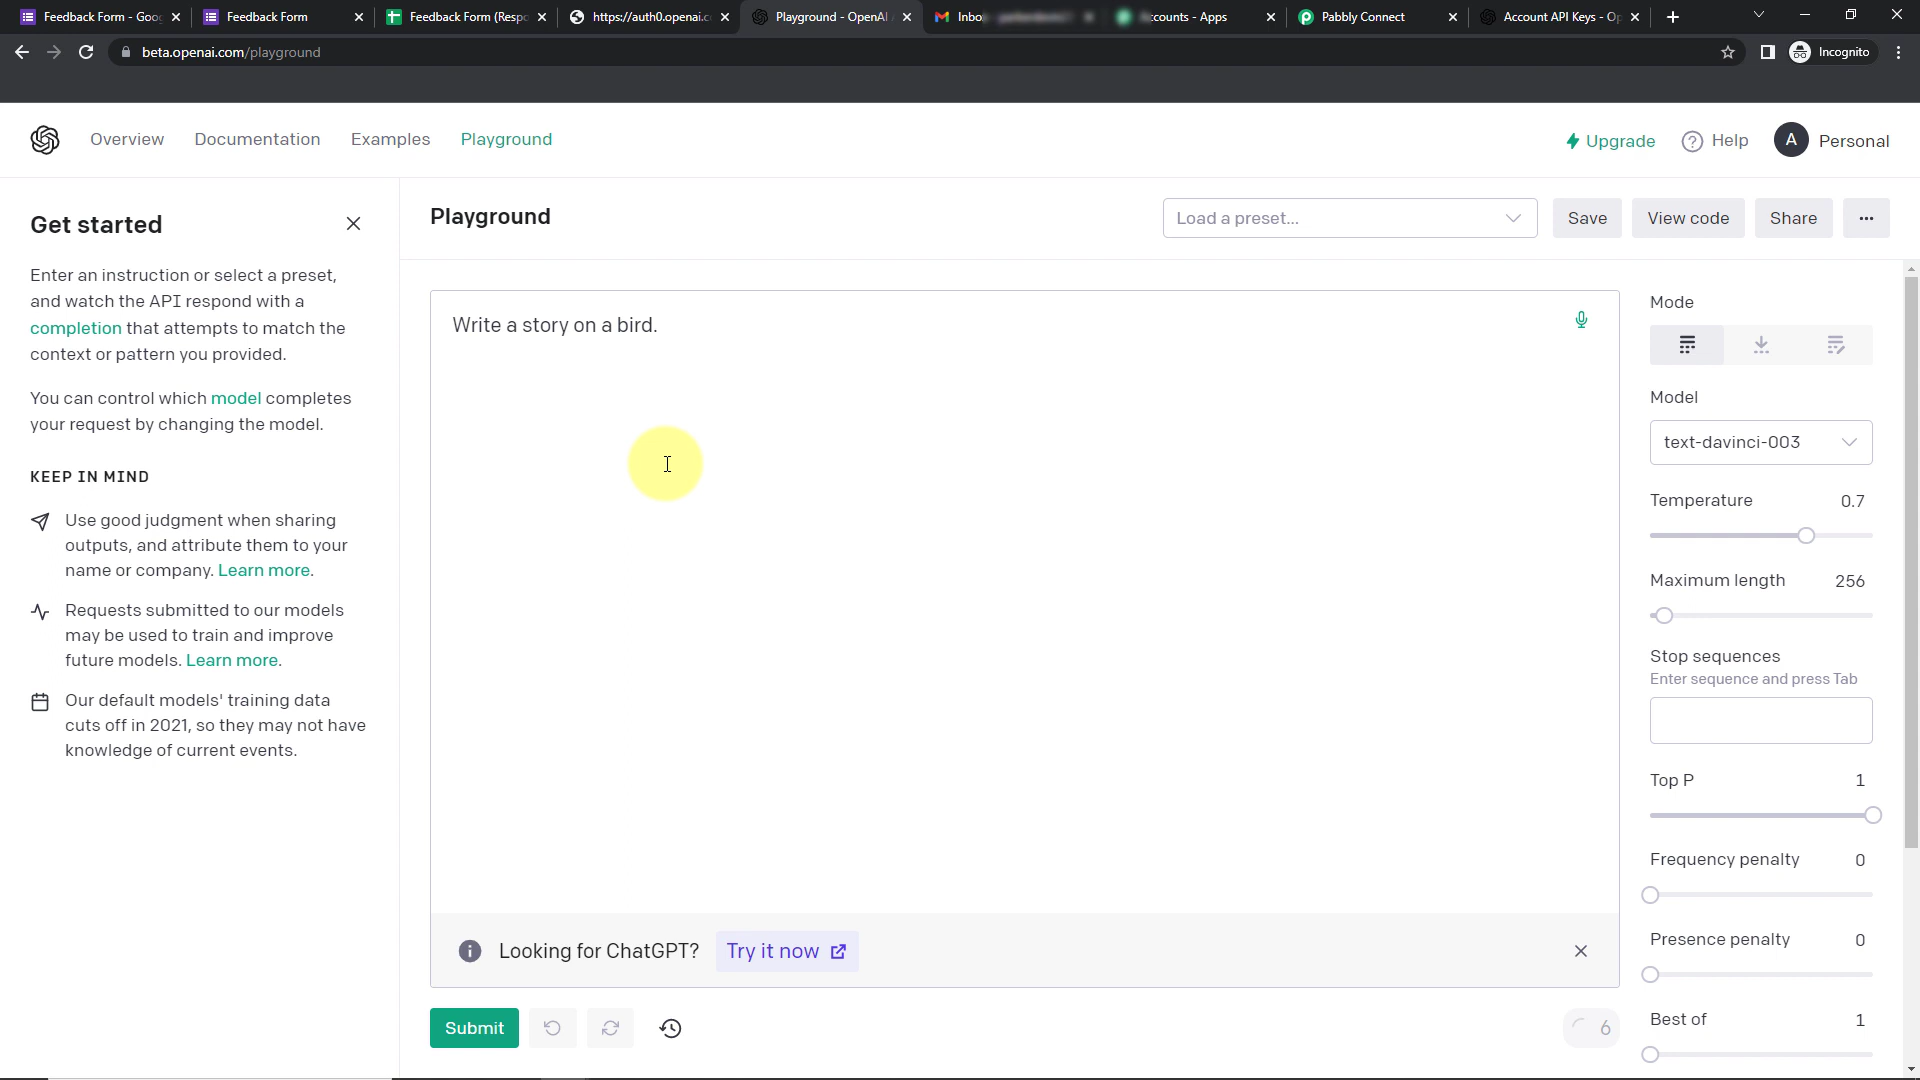 Feedback Form - Goo
Feedback Form
Feedback Form (Resp
https://auth0.openai.c
Playground - OpenAI
Inbo
ccounts - Apps
Pabbly Connect
Account API Keys - Op
beta.openai.com/playground
Incognito
Overview
Documentation
Examples
Playground
Upgrade
Help
A
Personal
Get started
Enter an instruction or select a preset,
and watch the API respond with a
completion that attempts to match the
context or pattern you provided.
You can control which model completes
your request by changing the model.
KEEP IN MIND
Use good judgment when sharing
outputs, and attribute them to your
name or company. Learn more.
Requests submitted to our models
may be used to train and improve
future models. Learn more.
Our default models' training data
cuts off in 2021, so they may not have
knowledge of current events.
Playground
Load a preset...
Save
View code
Share
Write a story on a bird.
Looking for ChatGPT?
Try it now
Submit
6
Mode
Model
text-davinci-003
Temperature 0.7
Maximum length 256
Stop sequences
Enter sequence and press Tab
Top P 1
Frequency penalty 0
Presence penalty 0
Best of 1